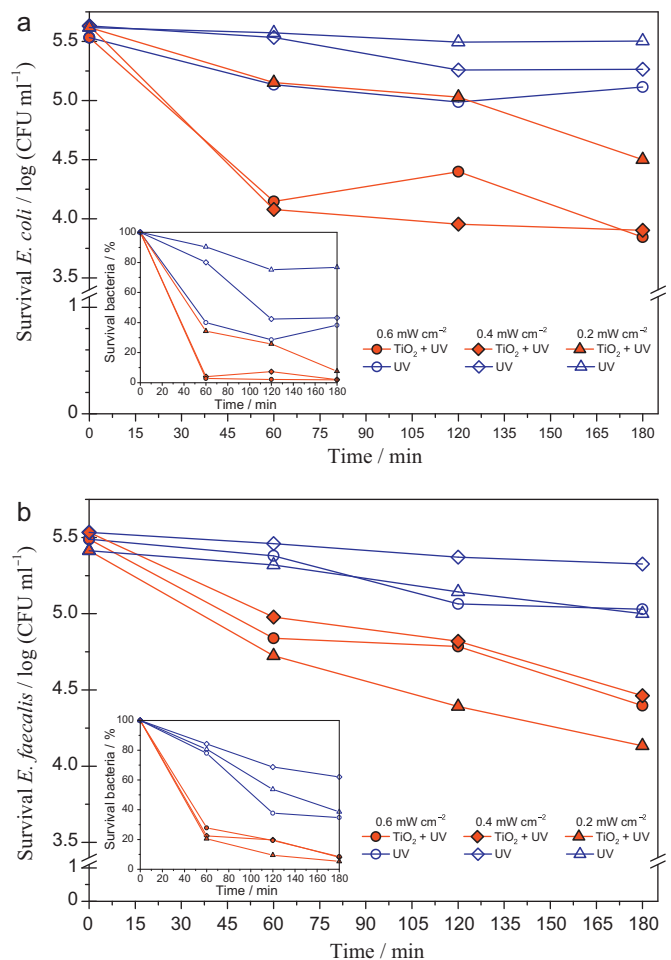 a
Survival E. coli / log (CFU ml⁻¹)
5.5
5.0
4.5
4.0
3.5
1
0
Survival bacteria / %
100
80
60
40
20
0
0 20 40 60 80 100 120 140 160 180
Time / min
0.6 mW cm⁻² 0.4 mW cm⁻² 0.2 mW cm⁻²
TiO₂ + UV TiO₂ + UV TiO₂ + UV
UV UV UV
0 15 30 45 60 75 90 105 120 135 150 165 180
Time / min
b
Survival E. faecalis / log (CFU ml⁻¹)
5.5
5.0
4.5
4.0
3.5
1
0
Survival bacteria / %
100
80
60
40
20
0
0 20 40 60 80 100 120 140 160 180
Time / min
0.6 mW cm⁻² 0.4 mW cm⁻² 0.2 mW cm⁻²
TiO₂ + UV TiO₂ + UV TiO₂ + UV
UV UV UV
0 15 30 45 60 75 90 105 120 135 150 165 180
Time / min